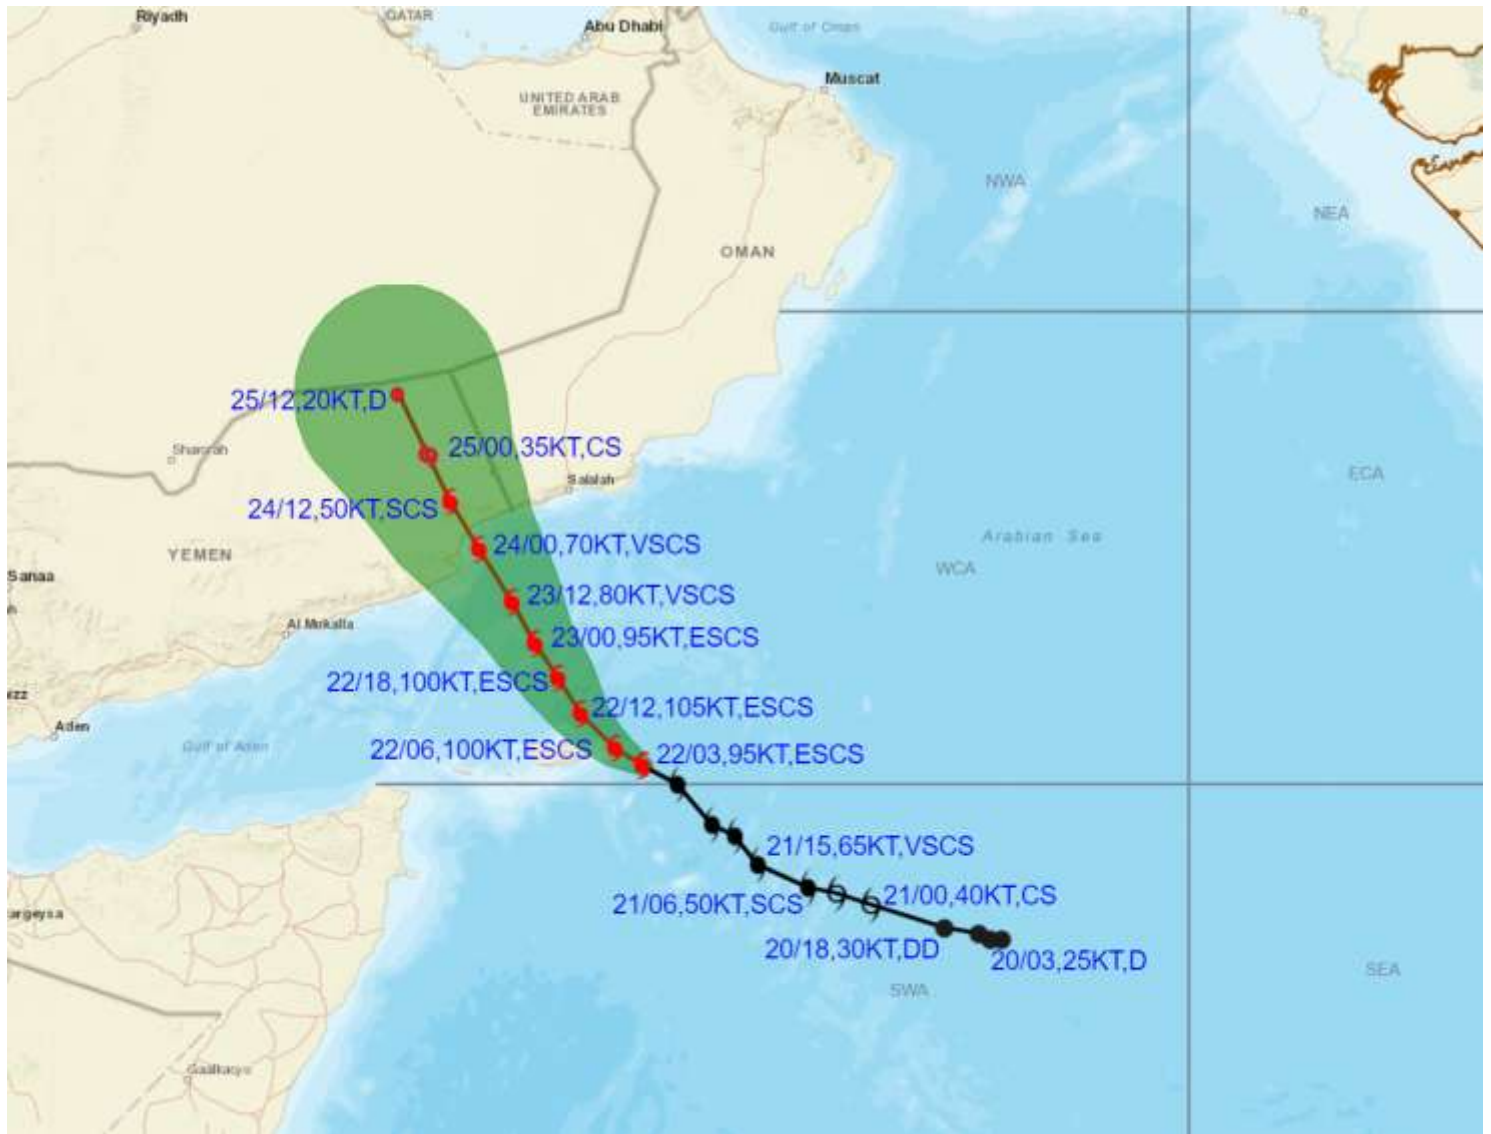 Riyadh
QATAR
Abu Dhabi
Gulf of Oman
Muscat
UNITED ARAB
EMIRATES
NWA
NEA
OMAN
25/12,20KT,D
25/00,35KT,CS
Sharorah
Salalah
ECA
24/12,50KT,SCS
Arabian Sea
24/00,70KT,VSCS
YEMEN
WCA
Sanaa
23/12,80KT,VSCS
Al Mukalla
23/00,95KT,ESCS
22/18,100KT,ESCS
izz
22/12,105KT,ESCS
Aden
Gulf of Aden
22/06,100KT,ESCS
22/03,95KT,ESCS
21/15,65KT,VSCS
21/00,40KT,CS
21/06,50KT,SCS
argeysa
20/18,30KT,DD
20/03,25KT,D
SEA
SWA
Gaalkacyo